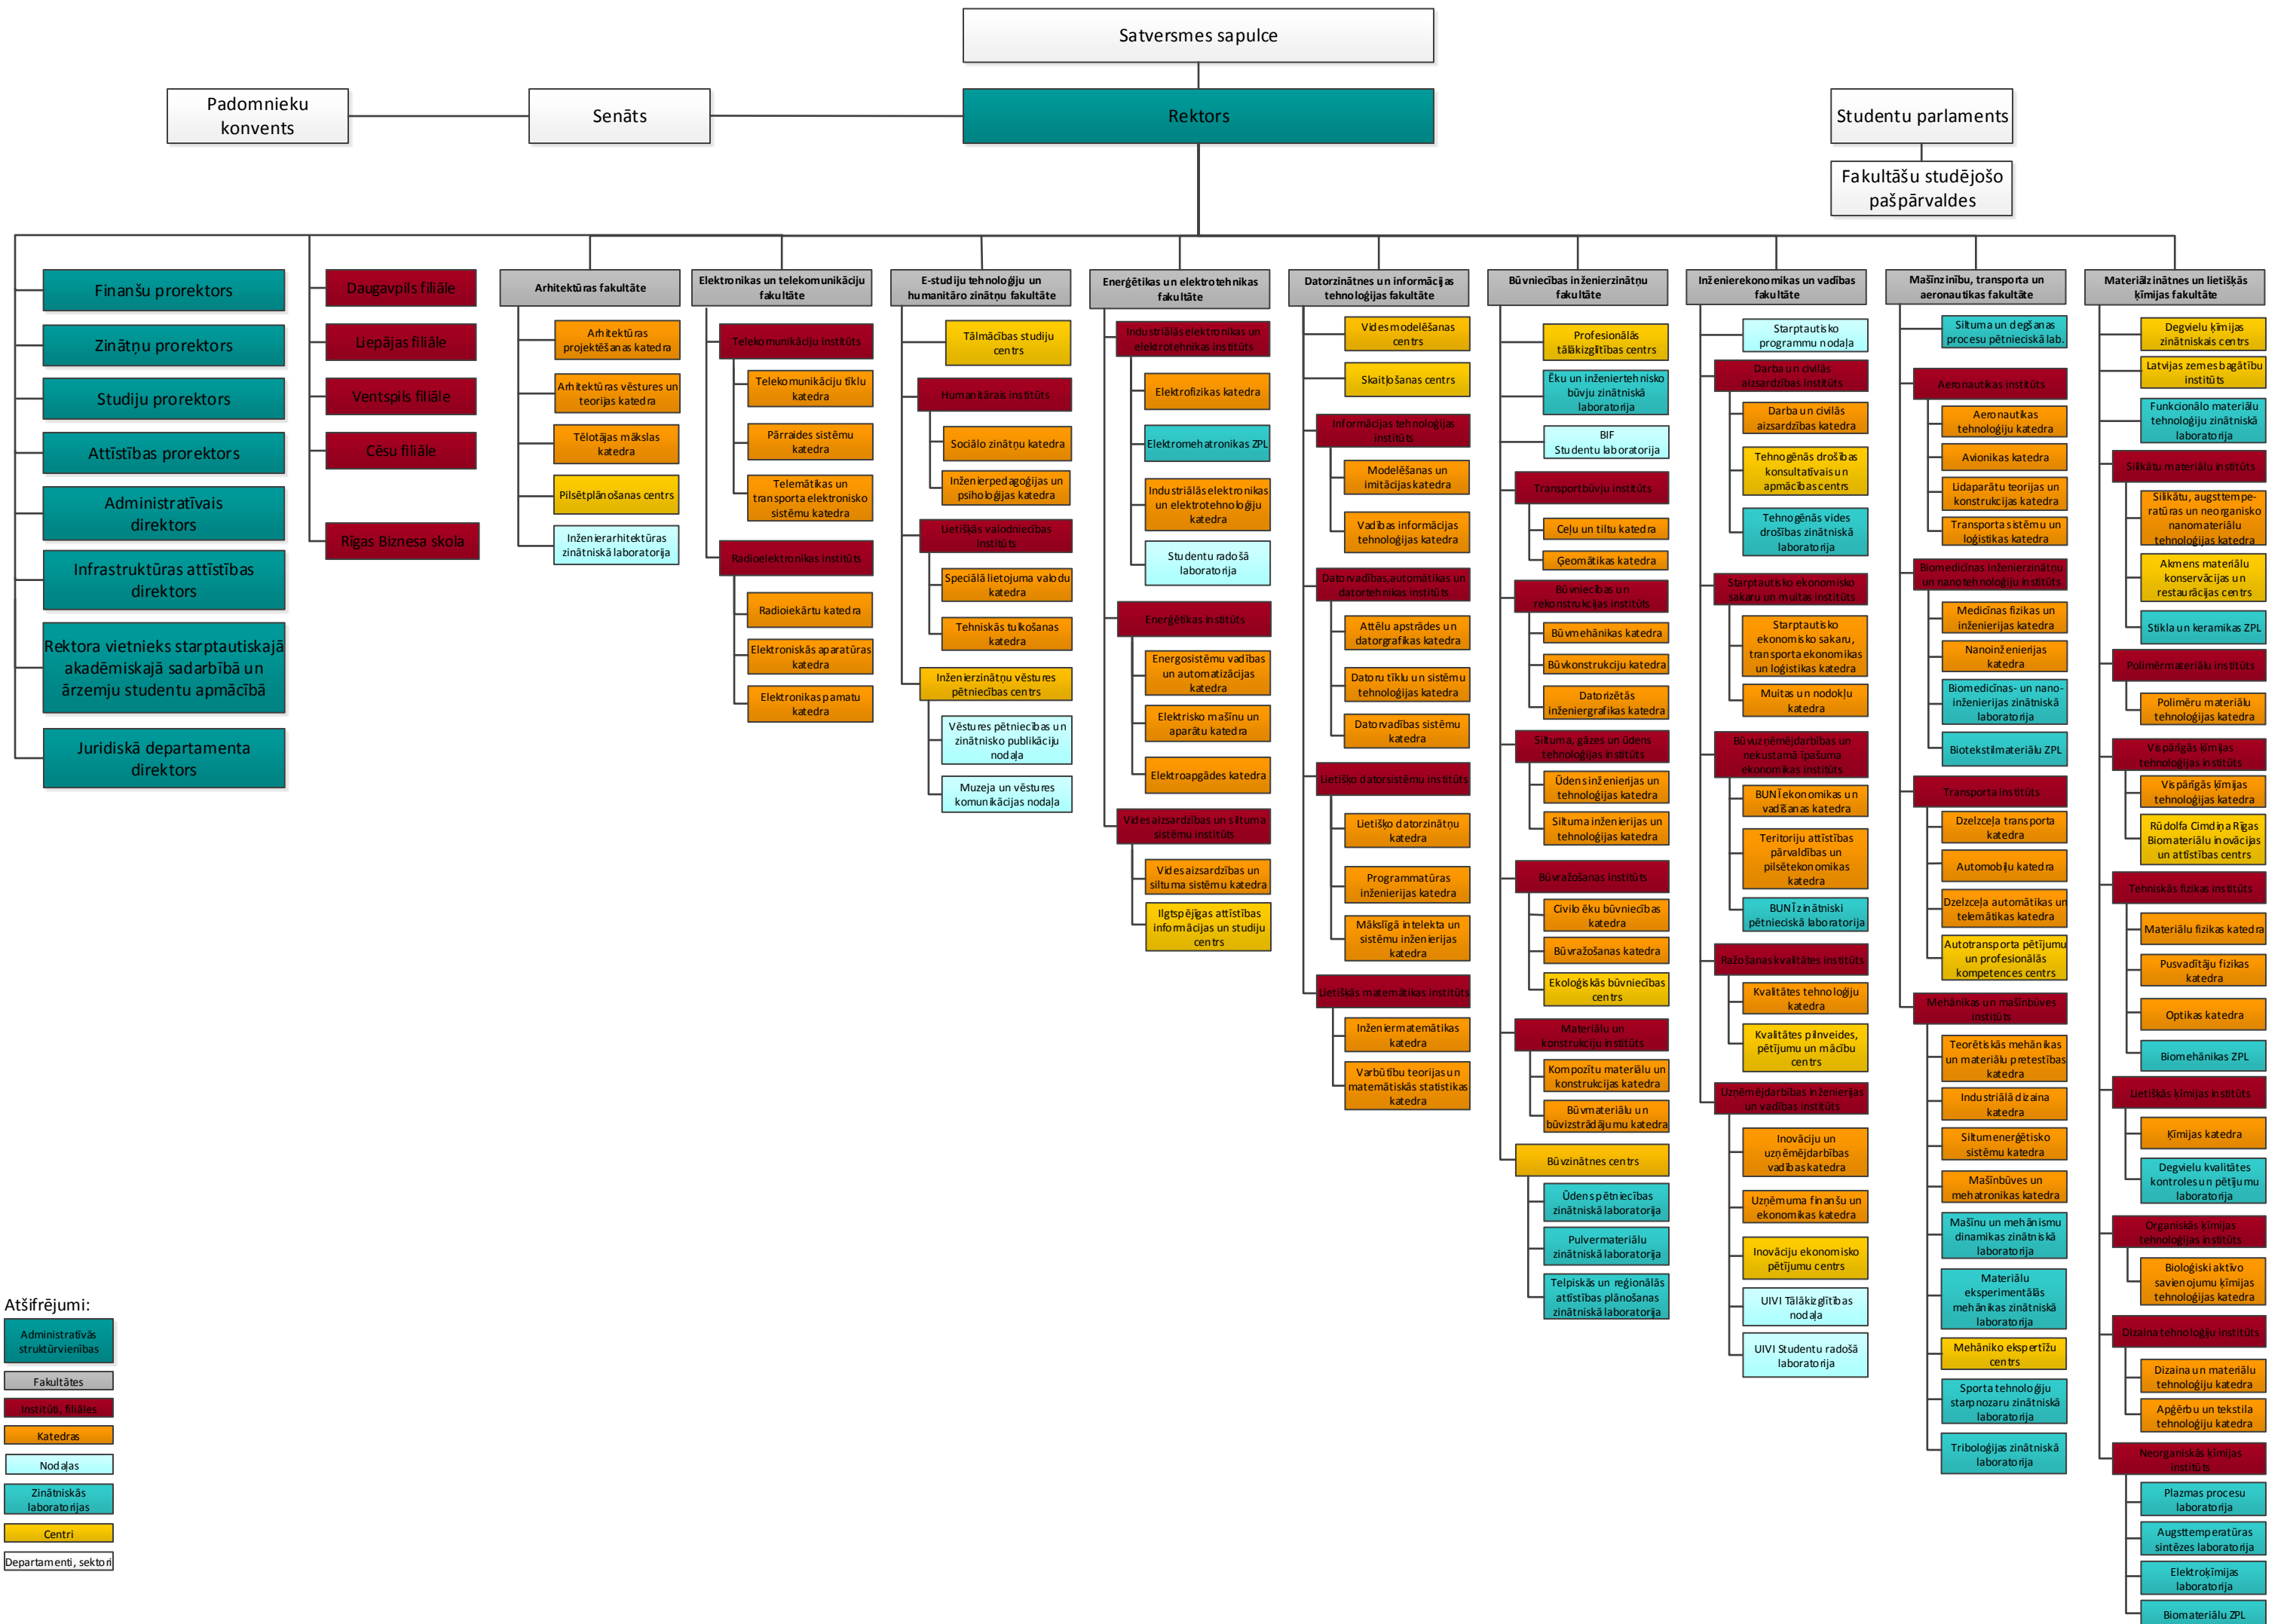 Satversmes sapulce
Padomnieku
konvents
Senāts
Rektors
Studentu parlaments
Fakultāšu studējošo
pašpārvaldes
Finanšu prorektors
Zinātņu prorektors
Studiju prorektors
Attīstības prorektors
Administratīvais
direktors
Infrastruktūras attīstības
direktors
Rektora vietnieks starptautiskajā
akadēmiskajā sadarbībā un
ārzemju studentu apmācībā
Juridiskā departamenta
direktors
Daugavpils filiāle
Liepājas filiāle
Ventspils filiāle
Cēsu filiāle
Rīgas Biznesa skola
Arhitektūras fakultāte
Arhitektūras
projektēšanas katedra
Arhitektūras vēstures un
teorijas katedra
Tēlotājas mākslas
katedra
Pilsētplānošanas centrs
Inženierarhitektūras
zinātniskā laboratorija
Elektronikas un telekomunikāciju
fakultāte
Telekomunikāciju institūts
Telekomunikāciju tīklu
katedra
Pārraides sistēmu
katedra
Telemātikas un
transporta elektronisko
sistēmu katedra
Radioelektronikas institūts
Radioiekārtu katedra
Elektroniskās aparatūras
katedra
Elektronikas pamatu
katedra
E-studiju tehnoloģiju un
humanitāro zinātņu fakultāte
Tālmācības studiju
centrs
Humanitārais institūts
Sociālo zinātņu katedra
Inženierpedagoģijas un
psiholoģijas katedra
Lietišķās valodniecības
institūts
Speciālā lietojuma valodu
katedra
Tehniskās tulkošanas
katedra
Inženierzinātņu vēstures
pētniecības centrs
Vēstures pētniecības un
zinātnisko publikāciju
nodaļa
Muzeja un vēstures
komunikācijas nodaļa
Enerģētikas un elektrotehnikas
fakultāte
Industriālās elektronikas un
elektrotehnikas institūts
Elektrofizikas katedra
Elektromehatronikas ZPL
Industriālās elektronikas
un elektrotehnoloģiju
katedra
Studentu radošā
laboratorija
Enerģētikas institūts
Energosistēmu vadības
un automatizācijas
katedra
Elektrisko mašīnu un
aparātu katedra
Elektroapgādes katedra
Vides aizsardzības un siltuma
sistēmu institūts
Vides aizsardzības un
siltuma sistēmu katedra
Ilgtspējīgas attīstības
informācijas un studiju
centrs
Datorzinātnes un informācijas
tehnoloģijas fakultāte
Vides modelēšanas
centrs
Skaitļošanas centrs
Informācijas tehnoloģijas
institūts
Modelēšanas un
imitācijas katedra
Vadības informācijas
tehnoloģijas katedra
Datorvadības,automātikas un
datortehnikas institūts
Attēlu apstrādes un
datorgrafikas katedra
Datoru tīklu un sistēmu
tehnoloģijas katedra
Datorvadības sistēmu
katedra
Lietišķo datorsistēmu institūts
Lietišķo datorzinātņu
katedra
Programmatūras
inženierijas katedra
Mākslīgā intelekta un
sistēmu inženierijas
katedra
Lietišķās matemātikas institūts
Inženiermatemātikas
katedra
Varbūtību teorijas un
matemātiskās statistikas
katedra
Būvniecības inženierzinātņu
fakultāte
Profesionālās
tālākizglītības centrs
Ēku un inženiertehnisko
būvju zinātniskā
laboratorija
BIF
Studentu laboratorija
Transportbūvju institūts
Ceļu un tiltu katedra
Ģeomātikas katedra
Būvniecības un
rekonstrukcijas institūts
Būvmehānikas katedra
Būvkonstrukciju katedra
Datorizētās
inženiergrafikas katedra
Siltuma, gāzes un ūdens
tehnoloģijas institūts
Ūdens inženierijas un
tehnoloģijas katedra
Siltuma inženierijas un
tehnoloģijas katedra
Būvražošanas institūts
Civilo ēku būvniecības
katedra
Būvražošanas katedra
Ekoloģiskās būvniecības
centrs
Materiālu un
konstrukciju institūts
Kompozītu materiālu un
konstrukcijas katedra
Būvmateriālu un
būvizstrādājumu katedra
Būvzinātnes centrs
Ūdens pētniecības
zinātniskā laboratorija
Pulvermateriālu
zinātniskā laboratorija
Telpiskās un reģionālās
attīstības plānošanas
zinātniskā laboratorija
Inženierekonomikas un vadības
fakultāte
Starptautisko
programmu nodaļa
Darba un civilās
aizsardzības institūts
Darba un civilās
aizsardzības katedra
Tehnogēnās drošības
konsultatīvais un
apmācības centrs
Tehnogēnās vides
drošības zinātniskā
laboratorija
Starptautisko ekonomisko
sakaru un muitas institūts
Starptautisko
ekonomisko sakaru,
transporta ekonomikas
un loģistikas katedra
Muitas un nodokļu
katedra
Būvuzņēmējdarbības un
nekustamā īpašuma
ekonomikas institūts
BUNĪ ekonomikas un
vadīšanas katedra
Teritoriju attīstības
pārvaldības un
pilsētekonomikas
katedra
BUNĪ zinātniski
pētnieciskā laboratorija
Ražošanas kvalitātes institūts
Kvalitātes tehnoloģiju
katedra
Kvalitātes pilnveides,
pētījumu un mācību
centrs
Uzņēmējdarbības inženierijas
un vadības institūts
Inovāciju un
uzņēmējdarbības
vadības katedra
Uzņēmuma finanšu un
ekonomikas katedra
Inovāciju ekonomisko
pētījumu centrs
UIVI Tālākizglītības
nodaļa
UIVI Studentu radošā
laboratorija
Mašīnzinību, transporta un
aeronautikas fakultāte
Siltuma un degšanas
procesu pētnieciskā lab.
Aeronautikas institūts
Aeronautikas
tehnoloģiju katedra
Avionikas katedra
Lidaparātu teorijas un
konstrukcijas katedra
Transporta sistēmu un
loģistikas katedra
Biomedicīnas inženierzinātņu
un nanotehnoloģiju institūts
Medicīnas fizikas un
inženierijas katedra
Nanoinženierijas
katedra
Biomedicīnas- un nano-
inženierijas zinātniskā
laboratorija
Biotekstilmateriālu ZPL
Transporta institūts
Dzelzceļa transporta
katedra
Automobiļu katedra
Dzelzceļa automātikas un
telemātikas katedra
Autotransporta pētījumu
un profesionālās
kompetences centrs
Mehānikas un mašīnbūves
institūts
Teorētiskās mehānikas
un materiālu pretestības
katedra
Industriālā dizaina
katedra
Siltumenerģētisko
sistēmu katedra
Mašīnbūves un
mehatronikas katedra
Mašīnu un mehānismu
dinamikas zinātniskā
laboratorija
Materiālu
eksperimentālās
mehānikas zinātniskā
laboratorija
Mehāniko ekspertīžu
centrs
Sporta tehnoloģiju
starpnozaru zinātniskā
laboratorija
Triboloģijas zinātniskā
laboratorija
Materiālzinātnes un lietišķās
ķīmijas fakultāte
Degvielu ķīmijas
zinātniskais centrs
Latvijas zemes bagātību
institūts
Funkcionālo materiālu
tehnoloģiju zinātniskā
laboratorija
Silikātu materiālu institūts
Silikātu, augsttempe-
ratūras un neorganisko
nanomateriālu
tehnoloģijas katedra
Akmens materiālu
konservācijas un
restaurācijas centrs
Stikla un keramikas ZPL
Polimērmateriālu institūts
Polimēru materiālu
tehnoloģijas katedra
Vispārīgās ķīmijas
tehnoloģijas institūts
Vispārīgās ķīmijas
tehnoloģijas katedra
Rūdolfa Cimdiņa Rīgas
Biomateriālu inovācijas
un attīstības centrs
Tehniskās fizikas institūts
Materiālu fizikas katedra
Pusvadītāju fizikas
katedra
Optikas katedra
Biomehānikas ZPL
Lietišķās ķīmijas institūts
Ķīmijas katedra
Degvielu kvalitātes
kontroles un pētījumu
laboratorija
Organiskās ķīmijas
tehnoloģijas institūts
Bioloģiski aktīvo
savienojumu ķīmijas
tehnoloģijas katedra
Dizaina tehnoloģiju institūts
Dizaina un materiālu
tehnoloģiju katedra
Apģērbu un tekstila
tehnoloģiju katedra
Neorganiskās ķīmijas
institūts
Plazmas procesu
laboratorija
Augsttemperatūras
sintēzes laboratorija
Elektroķīmijas
laboratorija
Biomateriālu ZPL
Atšifrējumi:
Administratīvās
struktūrvienības
Fakultātes
Institūti, filiāles
Katedras
Nodaļas
Zinātniskās
laboratorijas
Centri
Departamenti, sektori